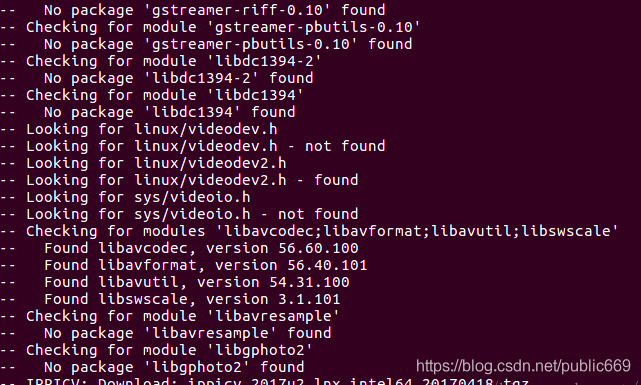 --   No package 'gstreamer-riff-0.10' found
-- Checking for module 'gstreamer-pbutils-0.10'
--   No package 'gstreamer-pbutils-0.10' found
-- Checking for module 'libdc1394-2'
--   No package 'libdc1394-2' found
-- Checking for module 'libdc1394'
--   No package 'libdc1394' found
-- Looking for linux/videodev.h
-- Looking for linux/videodev.h - not found
-- Looking for linux/videodev2.h
-- Looking for linux/videodev2.h - found
-- Looking for sys/videoio.h
-- Looking for sys/videoio.h - not found
-- Checking for modules 'libavcodec;libavformat;libavutil;libswscale'
--   Found libavcodec, version 56.60.100
--   Found libavformat, version 56.40.101
--   Found libavutil, version 54.31.100
--   Found libswscale, version 3.1.101
-- Checking for module 'libavresample'
--   No package 'libavresample' found
-- Checking for module 'libgphoto2'
--   No package 'libgphoto2' found
https://blog.csdn.net/public669
-- IPPICV: Download: ippicv_2017u2_lnx_intel64_20170418.tgz